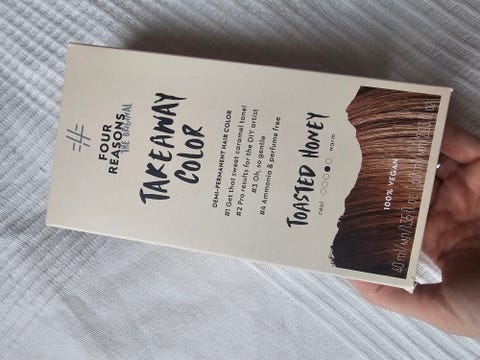 FOUR
REASONS
THE ORIGINAL
TAKEAWAY
COLOR
DEMI-PERMANENT HAIR COLOR
#1 Get that sweet caramel tone!
#2 Pro results for the DIY artist
#3 Oh, so gentle
#4 Ammonia & perfume free
TOASTED HONEY
cool warm
100% VEGAN